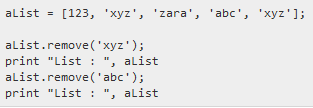 aList = [123, 'xyz', 'zara', 'abc', 'xyz'];
aList.remove('xyz');
print "List : ", aList
aList.remove('abc');
print "List : ", aList